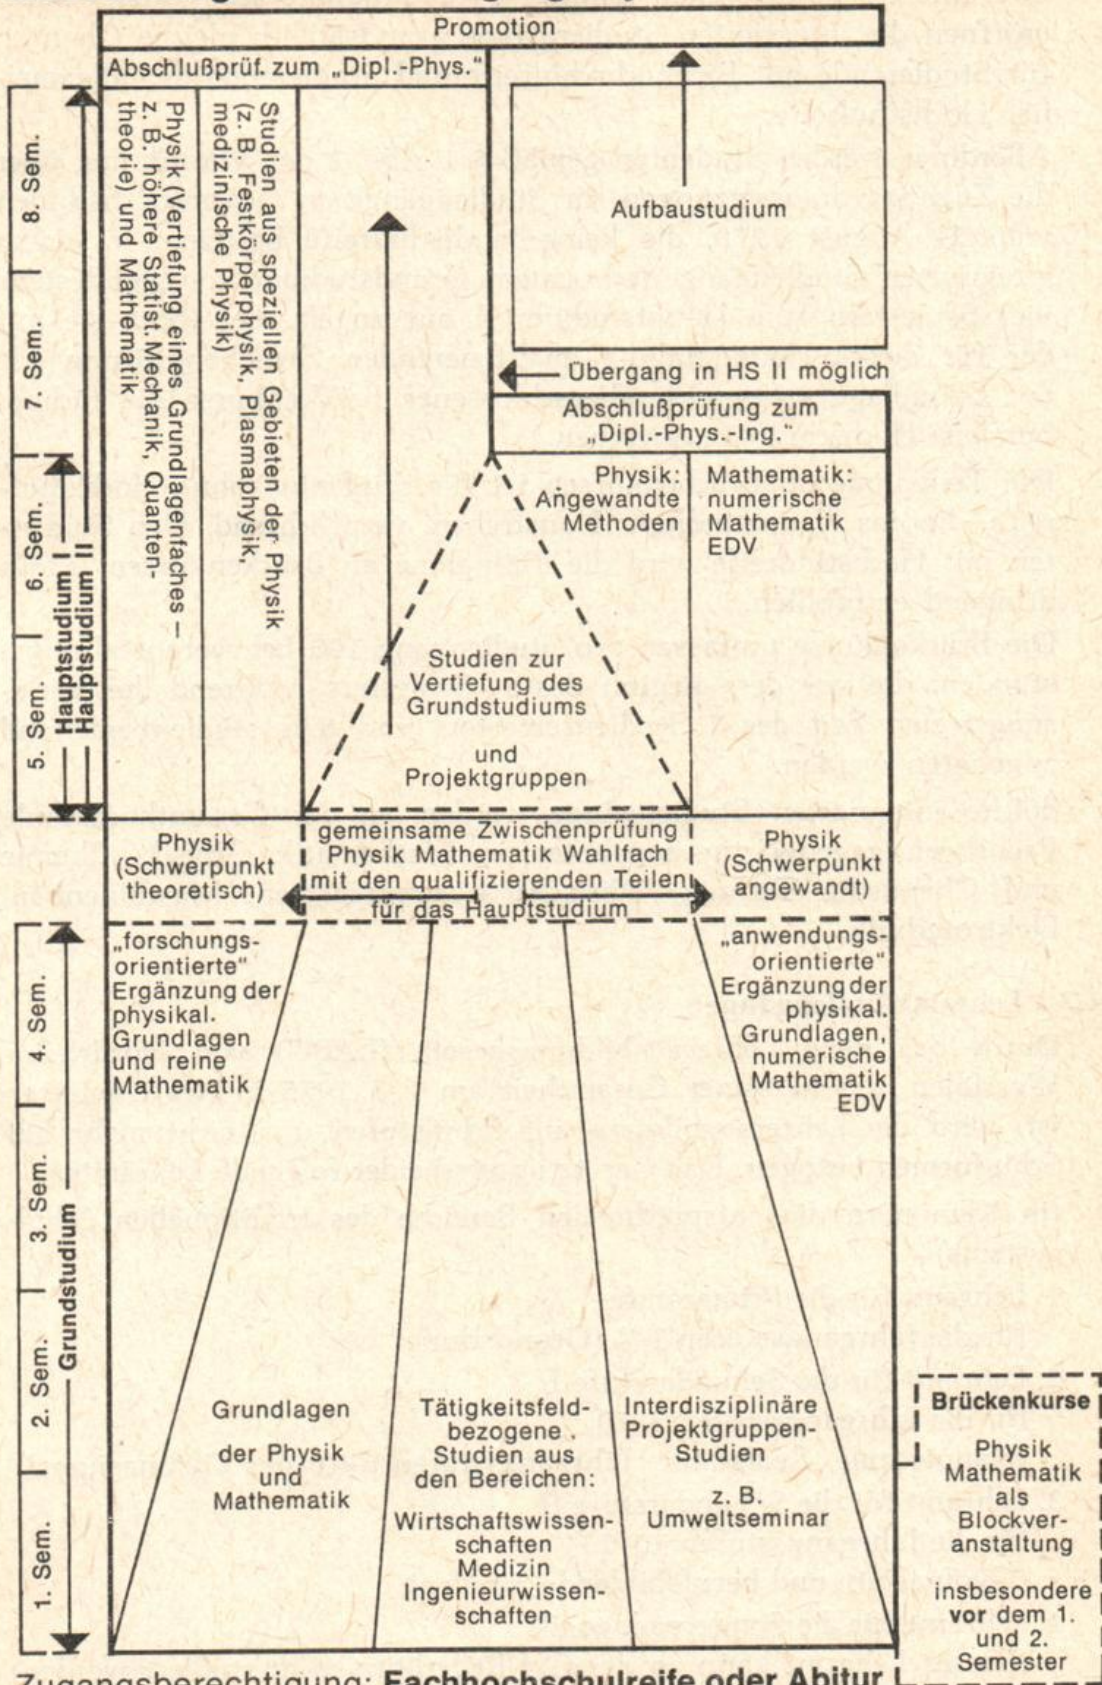 Promotion
Abschlußprüf. zum „Dipl.-Phys.“
8. Sem.
7. Sem.
6. Sem.
5. Sem.
Hauptstudium I
Hauptstudium II
Physik (Vertiefung eines Grundlagenfaches –
z. B. höhere Statist. Mechanik, Quanten-
theorie) und Mathematik
Studien aus speziellen Gebieten der Physik
(z. B. Festkörperphysik, Plasmaphysik,
medizinische Physik)
Aufbaustudium
Übergang in HS II möglich
Abschlußprüfung zum
„Dipl.-Phys.-Ing.“
Physik:
Angewandte
Methoden
Mathematik:
numerische
Mathematik
EDV
Studien zur
Vertiefung des
Grundstudiums
und
Projektgruppen
Physik
(Schwerpunkt
theoretisch)
gemeinsame Zwischenprüfung
Physik Mathematik Wahlfach
mit den qualifizierenden Teilen
für das Hauptstudium
Physik
(Schwerpunkt
angewandt)
4. Sem.
3. Sem.
2. Sem.
1. Sem.
Grundstudium
„forschungs-
orientierte“
Ergänzung der
physikal.
Grundlagen
und reine
Mathematik
„anwendungs-
orientierte“
Ergänzung der
physikal.
Grundlagen,
numerische
Mathematik
EDV
Grundlagen
der Physik
und
Mathematik
Tätigkeitsfeld-
bezogene
Studien aus
den Bereichen:
Wirtschaftswissen-
schaften
Medizin
Ingenieurwissen-
schaften
Interdisziplinäre
Projektgruppen-
Studien
z. B.
Umweltseminar
Brückenkurse
Physik
Mathematik
als
Blockver-
anstaltung
insbesondere
vor dem 1.
und 2.
Semester
Zugangsberechtigung: Fachhochschulreife oder Abitur